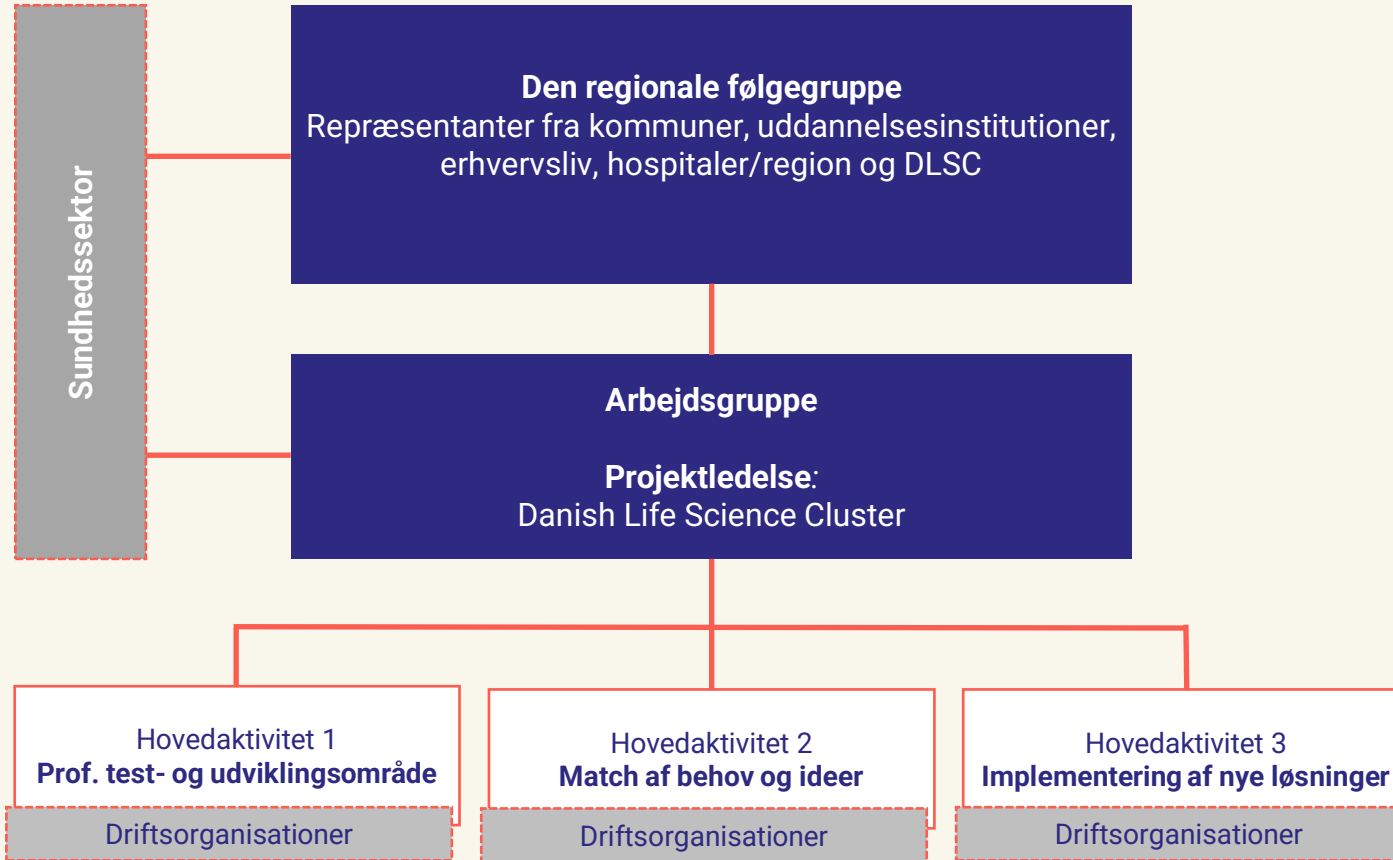 Sundhedssektor
Den regionale følgegruppe
Repræsentanter fra kommuner, uddannelsesinstitutioner,
erhvervsliv, hospitaler/region og DLSC
Arbejdsgruppe
Projektledelse:
Danish Life Science Cluster
Hovedaktivitet 1
Prof. test- og udviklingsområde
Driftsorganisationer
Hovedaktivitet 2
Match af behov og ideer
Driftsorganisationer
Hovedaktivitet 3
Implementering af nye løsninger
Driftsorganisationer